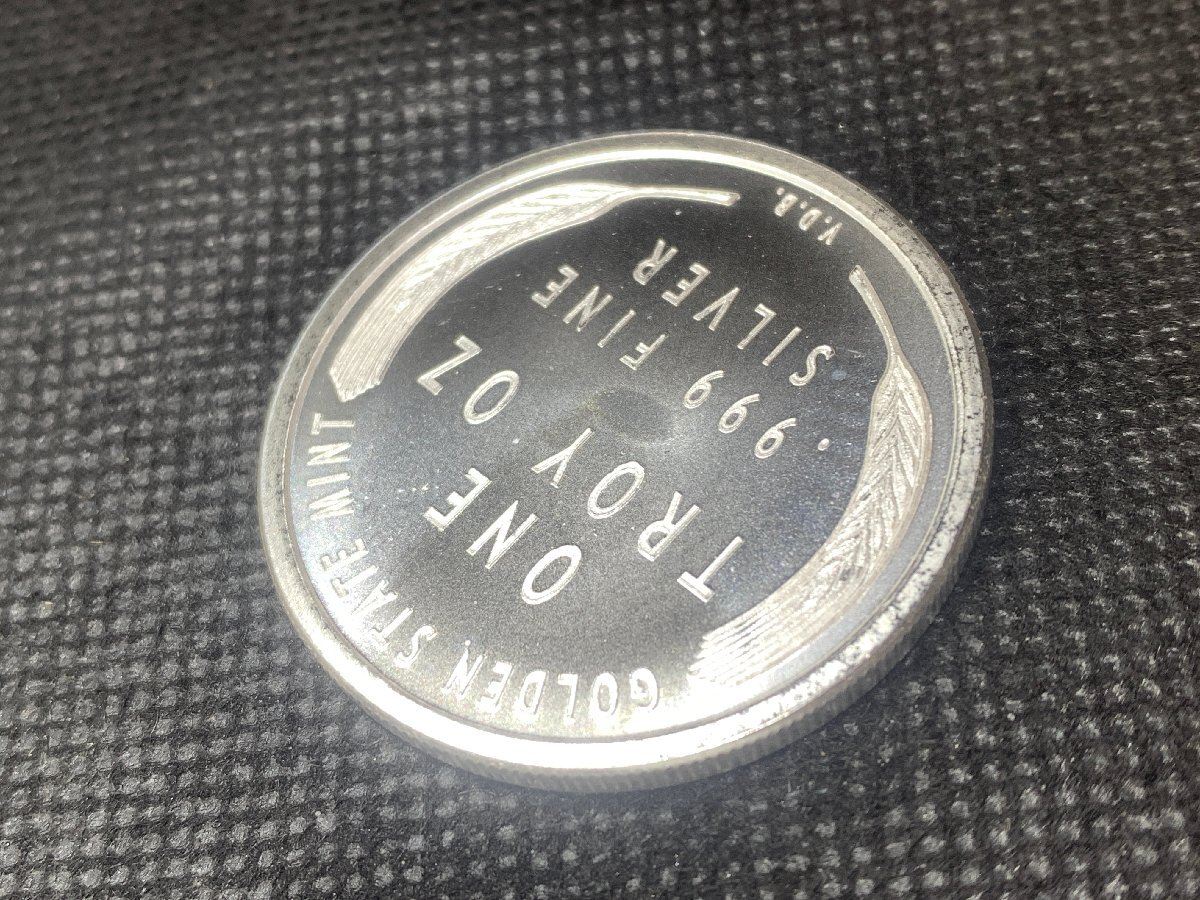 GOLDEN STATE MINT
ONE
TROY OZ
.999 FINE
SILVER
V.D.B.